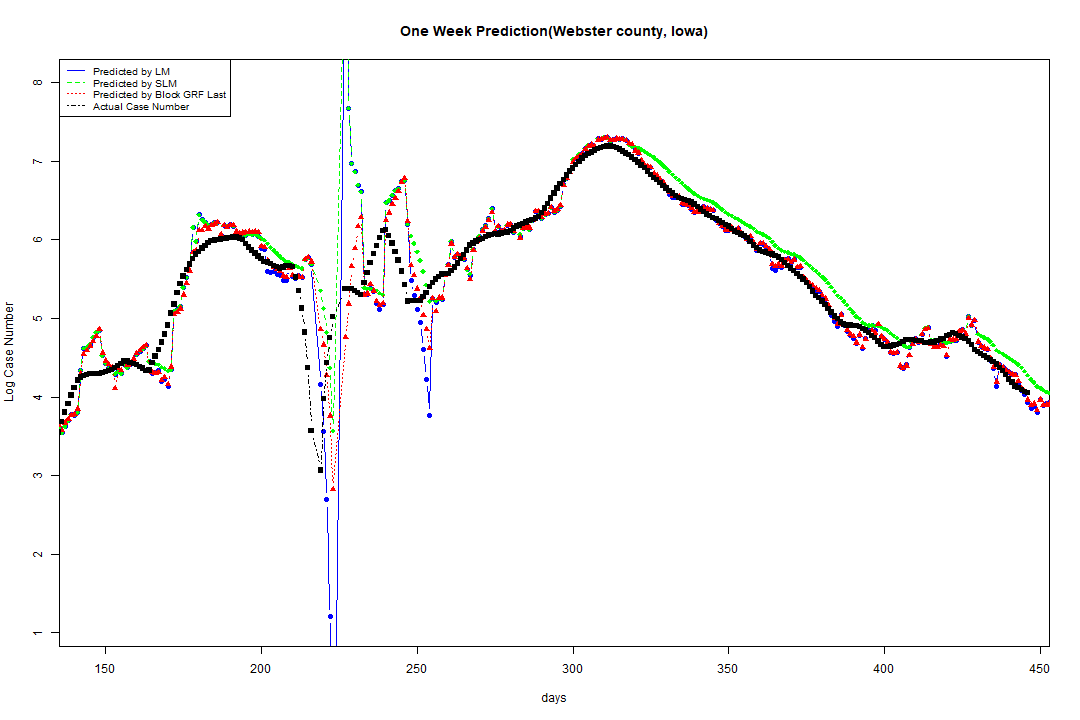 One Week Prediction(Webster county, Iowa)
Predicted by LM
Predicted by SLM
Predicted by Block GRF Last
Actual Case Number
8
7
6
5
4
3
2
1
Log Case Number
150 200 250 300 350 400 450
days